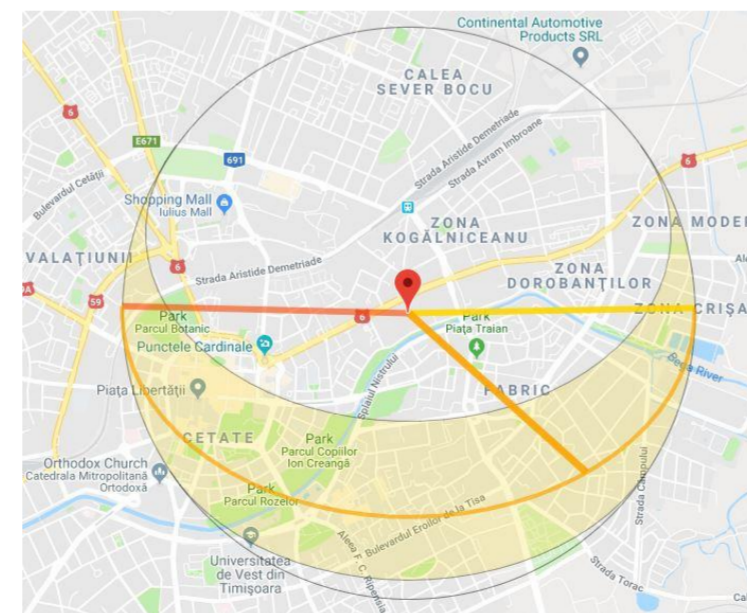 Continental Automotive
Products SRL
CALEA
SEVER BOCU
6
E671
691
Strada Aristide Demetriade
Strada Avram Imbroane
6
Bulevardul Cetății
Shopping Mall
Iulius Mall
ZONA
KOGĂLNICEANU
ZONA MODE
VALAȚIUNII
6
Strada Aristide Demetriade
ZONA
DOROBANȚILOR
59
Park
Parcul Botanic
6
Park
Piața Traian
ZONA CRIȘA
Punctele Cardinale
Splaiul Nistrului
Bega River
Piața Libertății
FABRIC
CETATE
Park
Parcul Copiilor
Ion Creangă
Orthodox Church
Catedrala Mitropolitană
Ortodoxă
Park
Parcul Rozelor
Strada Câmpului
Bulevardul Eroilor de la Tisa
Aleea F. C. Ripensia
Universitatea
de Vest din
Timișoara
Strada Torac